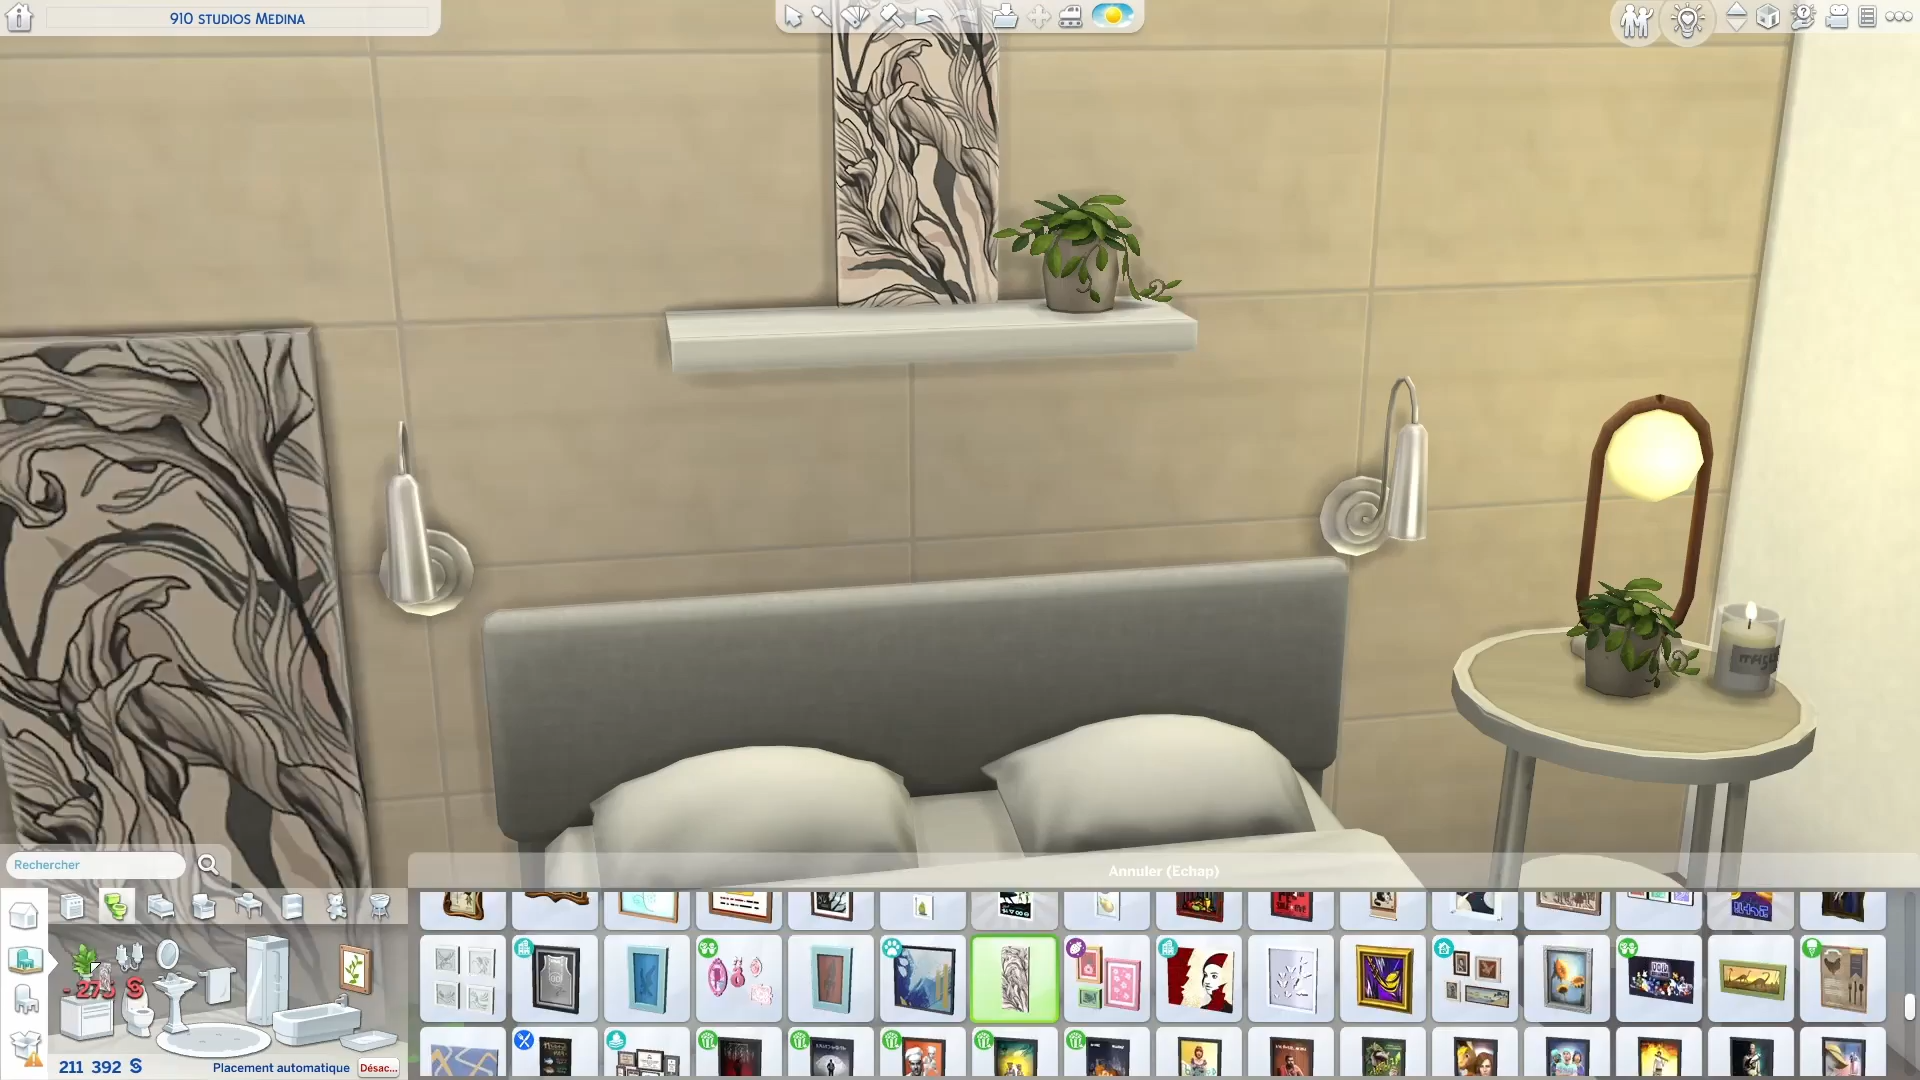 910 studios Medina
Rechercher
Annuler (Echap)
- 275 §
211 392 §
Placement automatique
Désac...